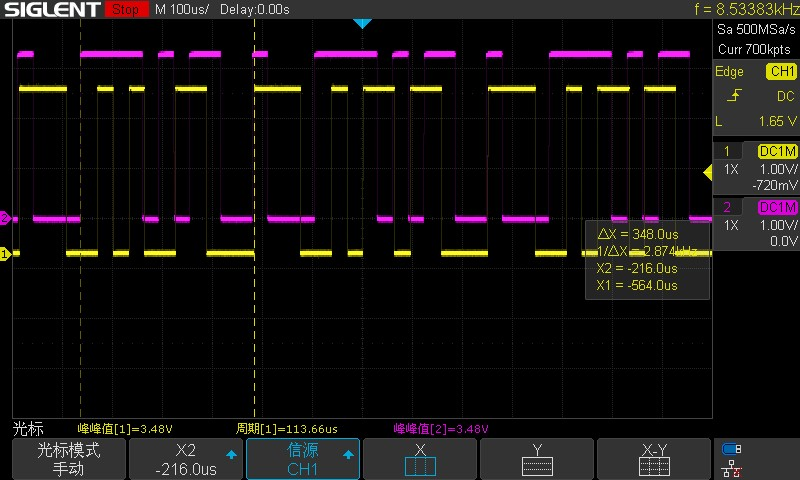 SIGLENT Stop M 100us/ Delay:0.00s f = 8.53383kHz
Sa 500MSa/s
Curr 700kpts
Edge CH1
DC
L 1.65 V
1 DC1M
1X 1.00V/
-720mV
2 DC1M
1X 1.00V/
0.0V
2
1
ΔX = 348.0us
1/ΔX = 2.874kHz
X2 = -216.0us
X1 = -564.0us
光标 峰峰值[1]=3.48V 周期[1]=113.66us 峰峰值[2]=3.48V
光标模式 X2 信源 X Y X-Y
手动 -216.0us CH1